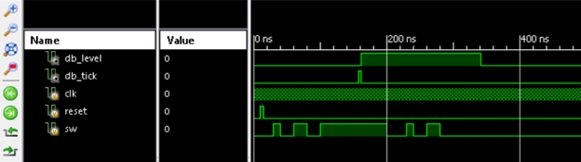 Name Value 0 ns 200 ns 400 ns
db_level 0
db_tick 0
clk 0
reset 0
sw 0